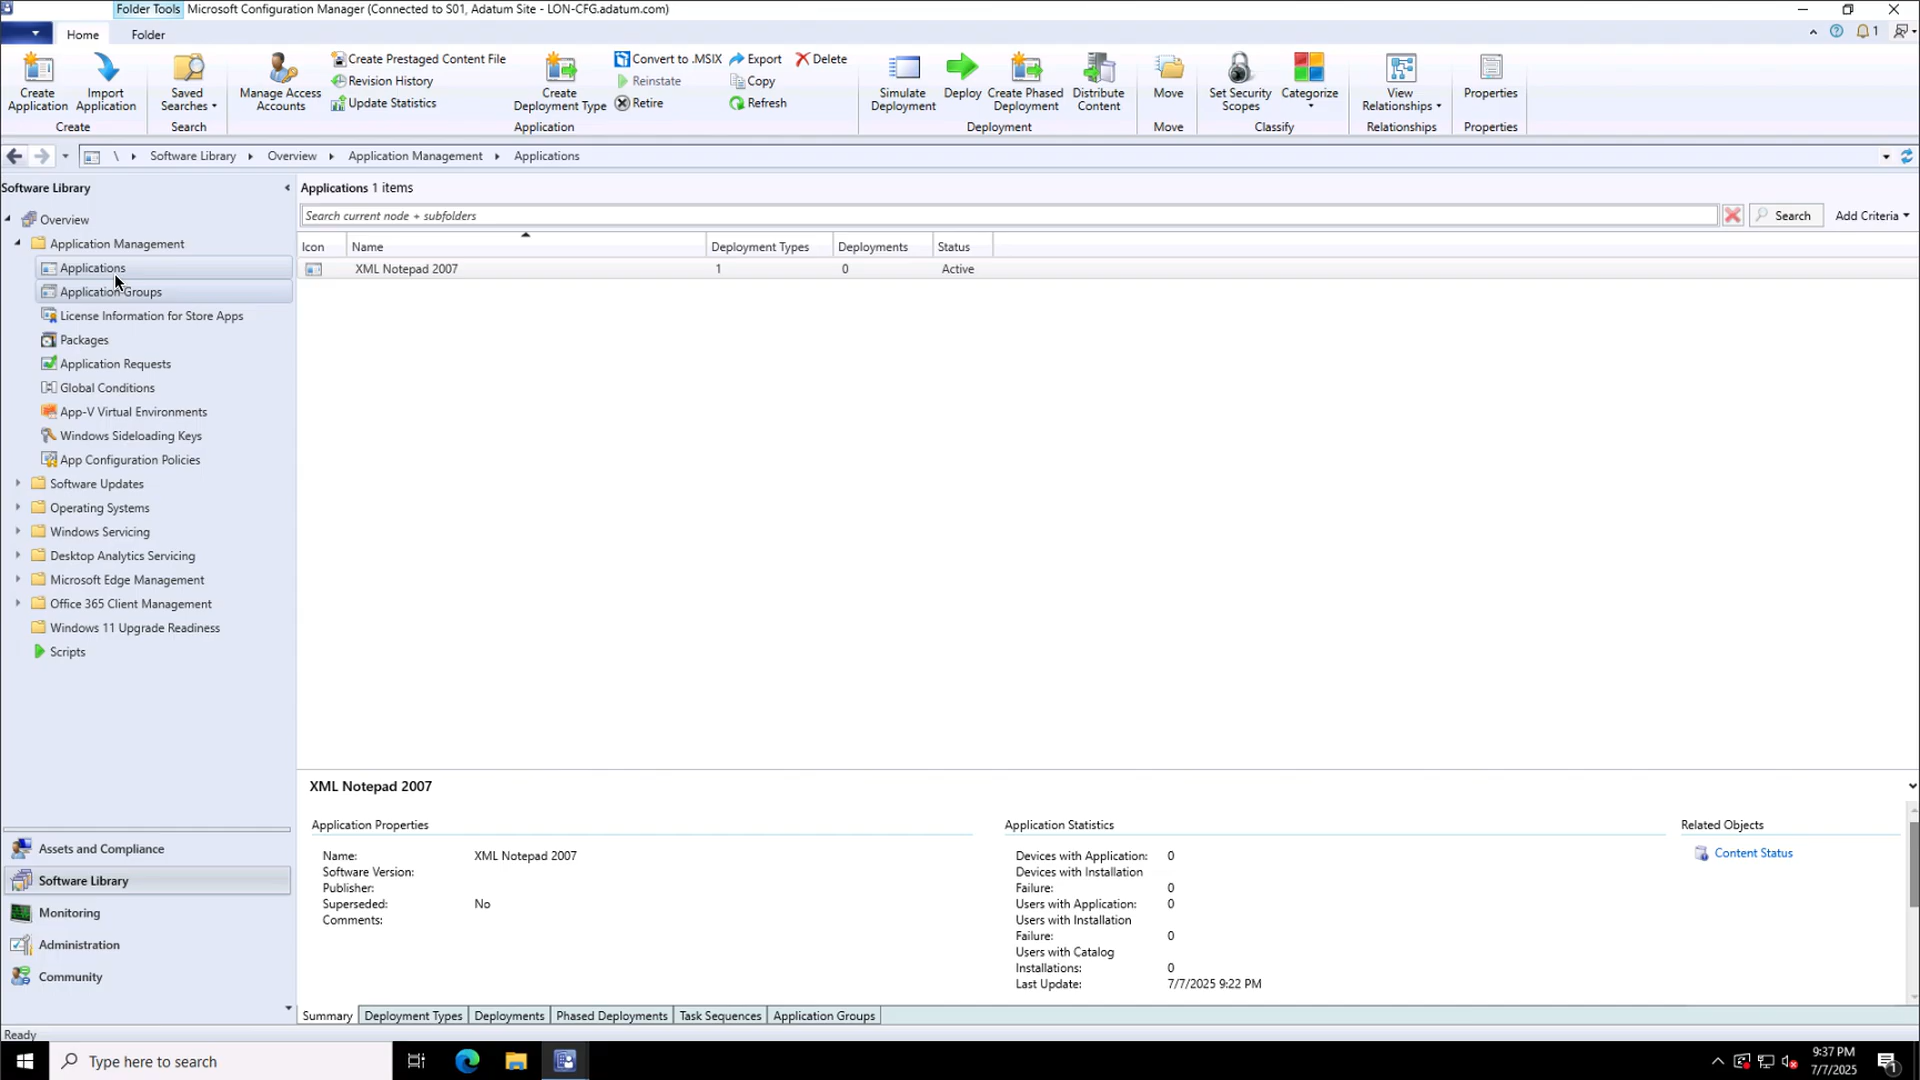 Folder Tools Microsoft Configuration Manager (Connected to S01, Adatum Site - LON-CFG.adatum.com)
Home Folder
1
Create Application
Import Application
Create
Saved Searches
Search
Manage Access Accounts
Create Prestaged Content File
Revision History
Update Statistics
Create Deployment Type
Convert to .MSIX
Reinstate
Retire
Export
Copy
Refresh
Delete
Application
Simulate Deployment
Deploy
Create Phased Deployment
Distribute Content
Deployment
Move
Move
Set Security Scopes
Categorize
Classify
View Relationships
Relationships
Properties
Properties
\ Software Library Overview Application Management Applications
Software Library
Overview
Application Management
Applications
Application Groups
License Information for Store Apps
Packages
Application Requests
Global Conditions
App-V Virtual Environments
Windows Sideloading Keys
App Configuration Policies
Software Updates
Operating Systems
Windows Servicing
Desktop Analytics Servicing
Microsoft Edge Management
Office 365 Client Management
Windows 11 Upgrade Readiness
Scripts
Assets and Compliance
Software Library
Monitoring
Administration
Community
Applications 1 items
Search current node + subfolders Search Add Criteria
Icon Name Deployment Types Deployments Status
XML Notepad 2007 1 0 Active
XML Notepad 2007
Application Properties
Name: XML Notepad 2007
Software Version:
Publisher:
Superseded: No
Comments:
Application Statistics
Devices with Application: 0
Devices with Installation
Failure: 0
Users with Application: 0
Users with Installation
Failure: 0
Users with Catalog
Installations: 0
Last Update: 7/7/2025 9:22 PM
Related Objects
Content Status
Summary Deployment Types Deployments Phased Deployments Task Sequences Application Groups
Ready
Type here to search
9:37 PM
7/7/2025
1